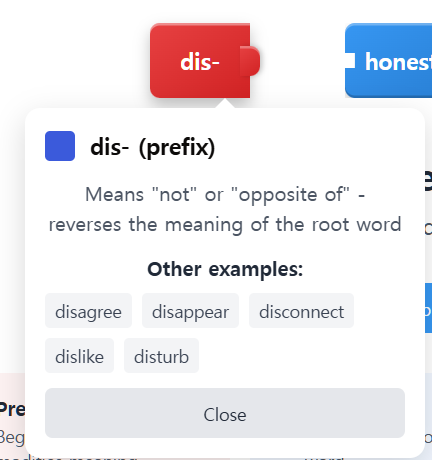 dis-
honest
dis- (prefix)
Means "not" or "opposite of" -
reverses the meaning of the root word
Other examples:
disagree
disappear
disconnect
dislike
disturb
Close
Pre
Beg